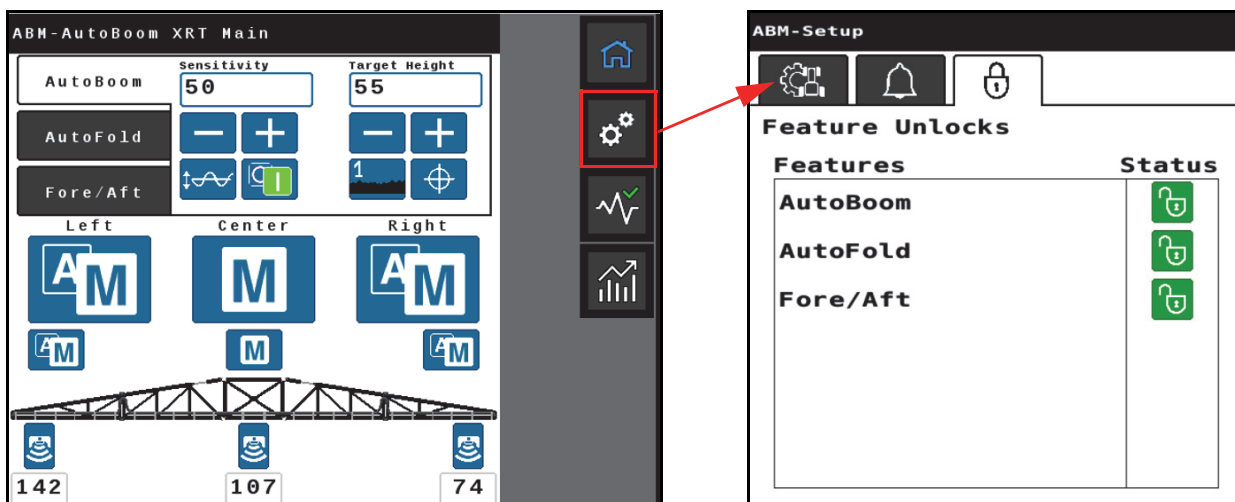 ABM-AutoBoom XRT Main
AutoBoom
Sensitivity
Target Height
50
55
AutoFold
Fore/Aft
1
Left
Center
Right
A M
M
A M
A M
M
A M
142
107
74
ABM-Setup
Feature Unlocks
Features
Status
AutoBoom
AutoFold
Fore/Aft